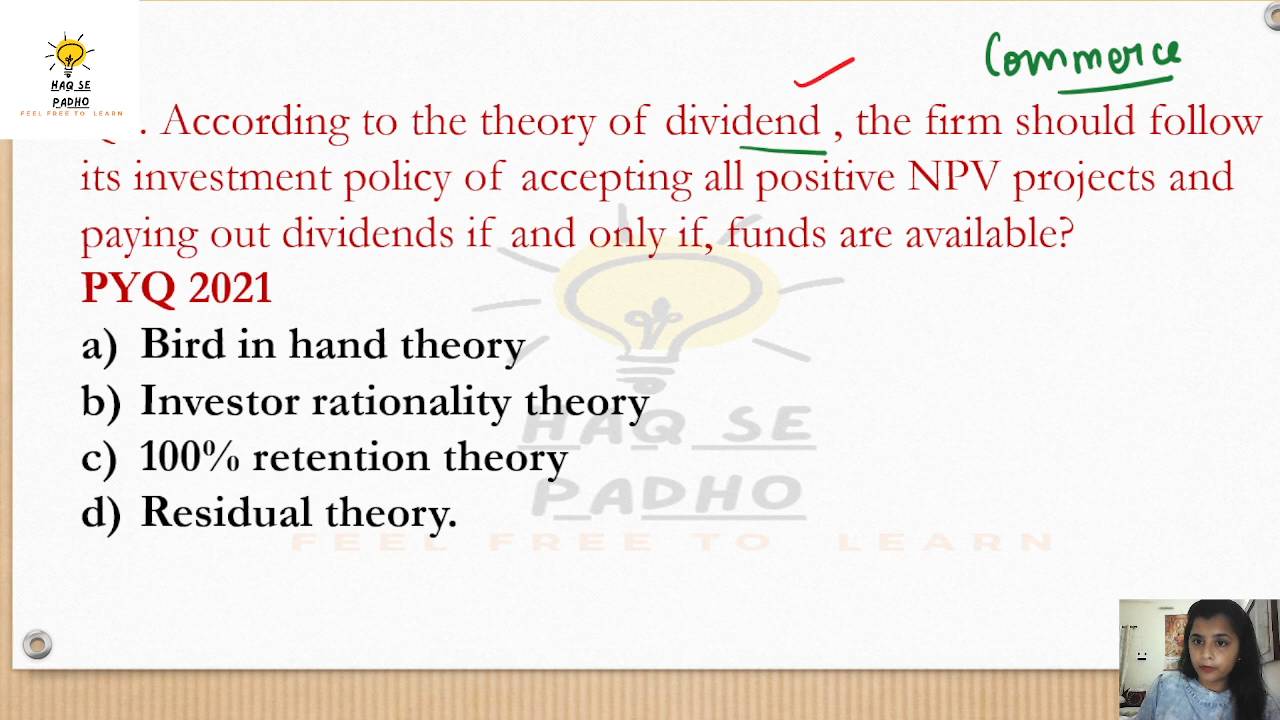 HAQ SE
PADHO
FEEL FREE TO LEARN
Commerce
. According to the theory of dividend , the firm should follow
its investment policy of accepting all positive NPV projects and
paying out dividends if and only if, funds are available?
PYQ 2021
a) Bird in hand theory
b) Investor rationality theory
c) 100% retention theory
d) Residual theory.
HAQ SE
PADHO
FEEL FREE TO LEARN